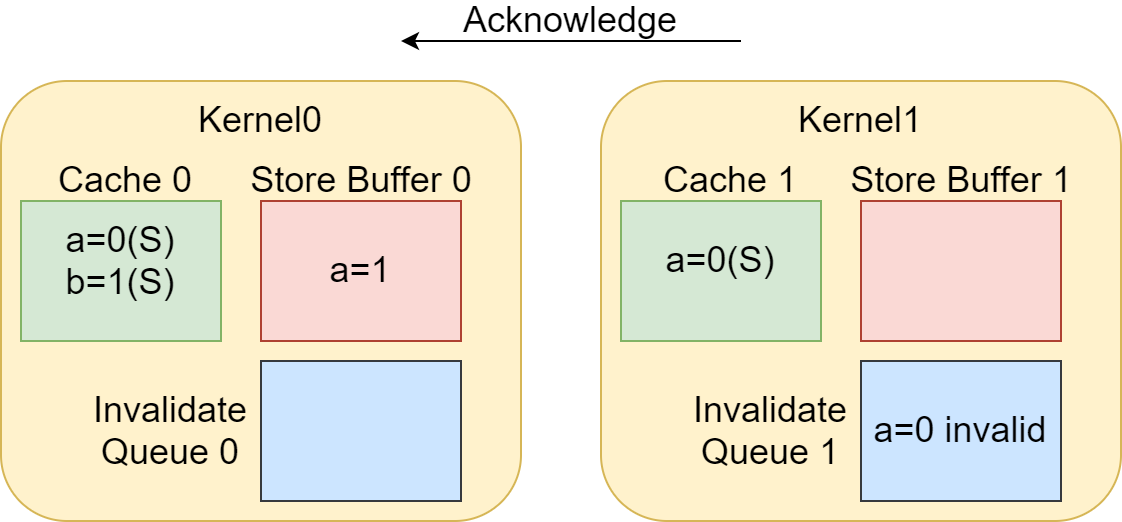 Acknowledge
Kernel0
Cache 0
Store Buffer 0
a=0(S)
b=1(S)
a=1
Invalidate
Queue 0
Kernel1
Cache 1
Store Buffer 1
a=0(S)
Invalidate
Queue 1
a=0 invalid